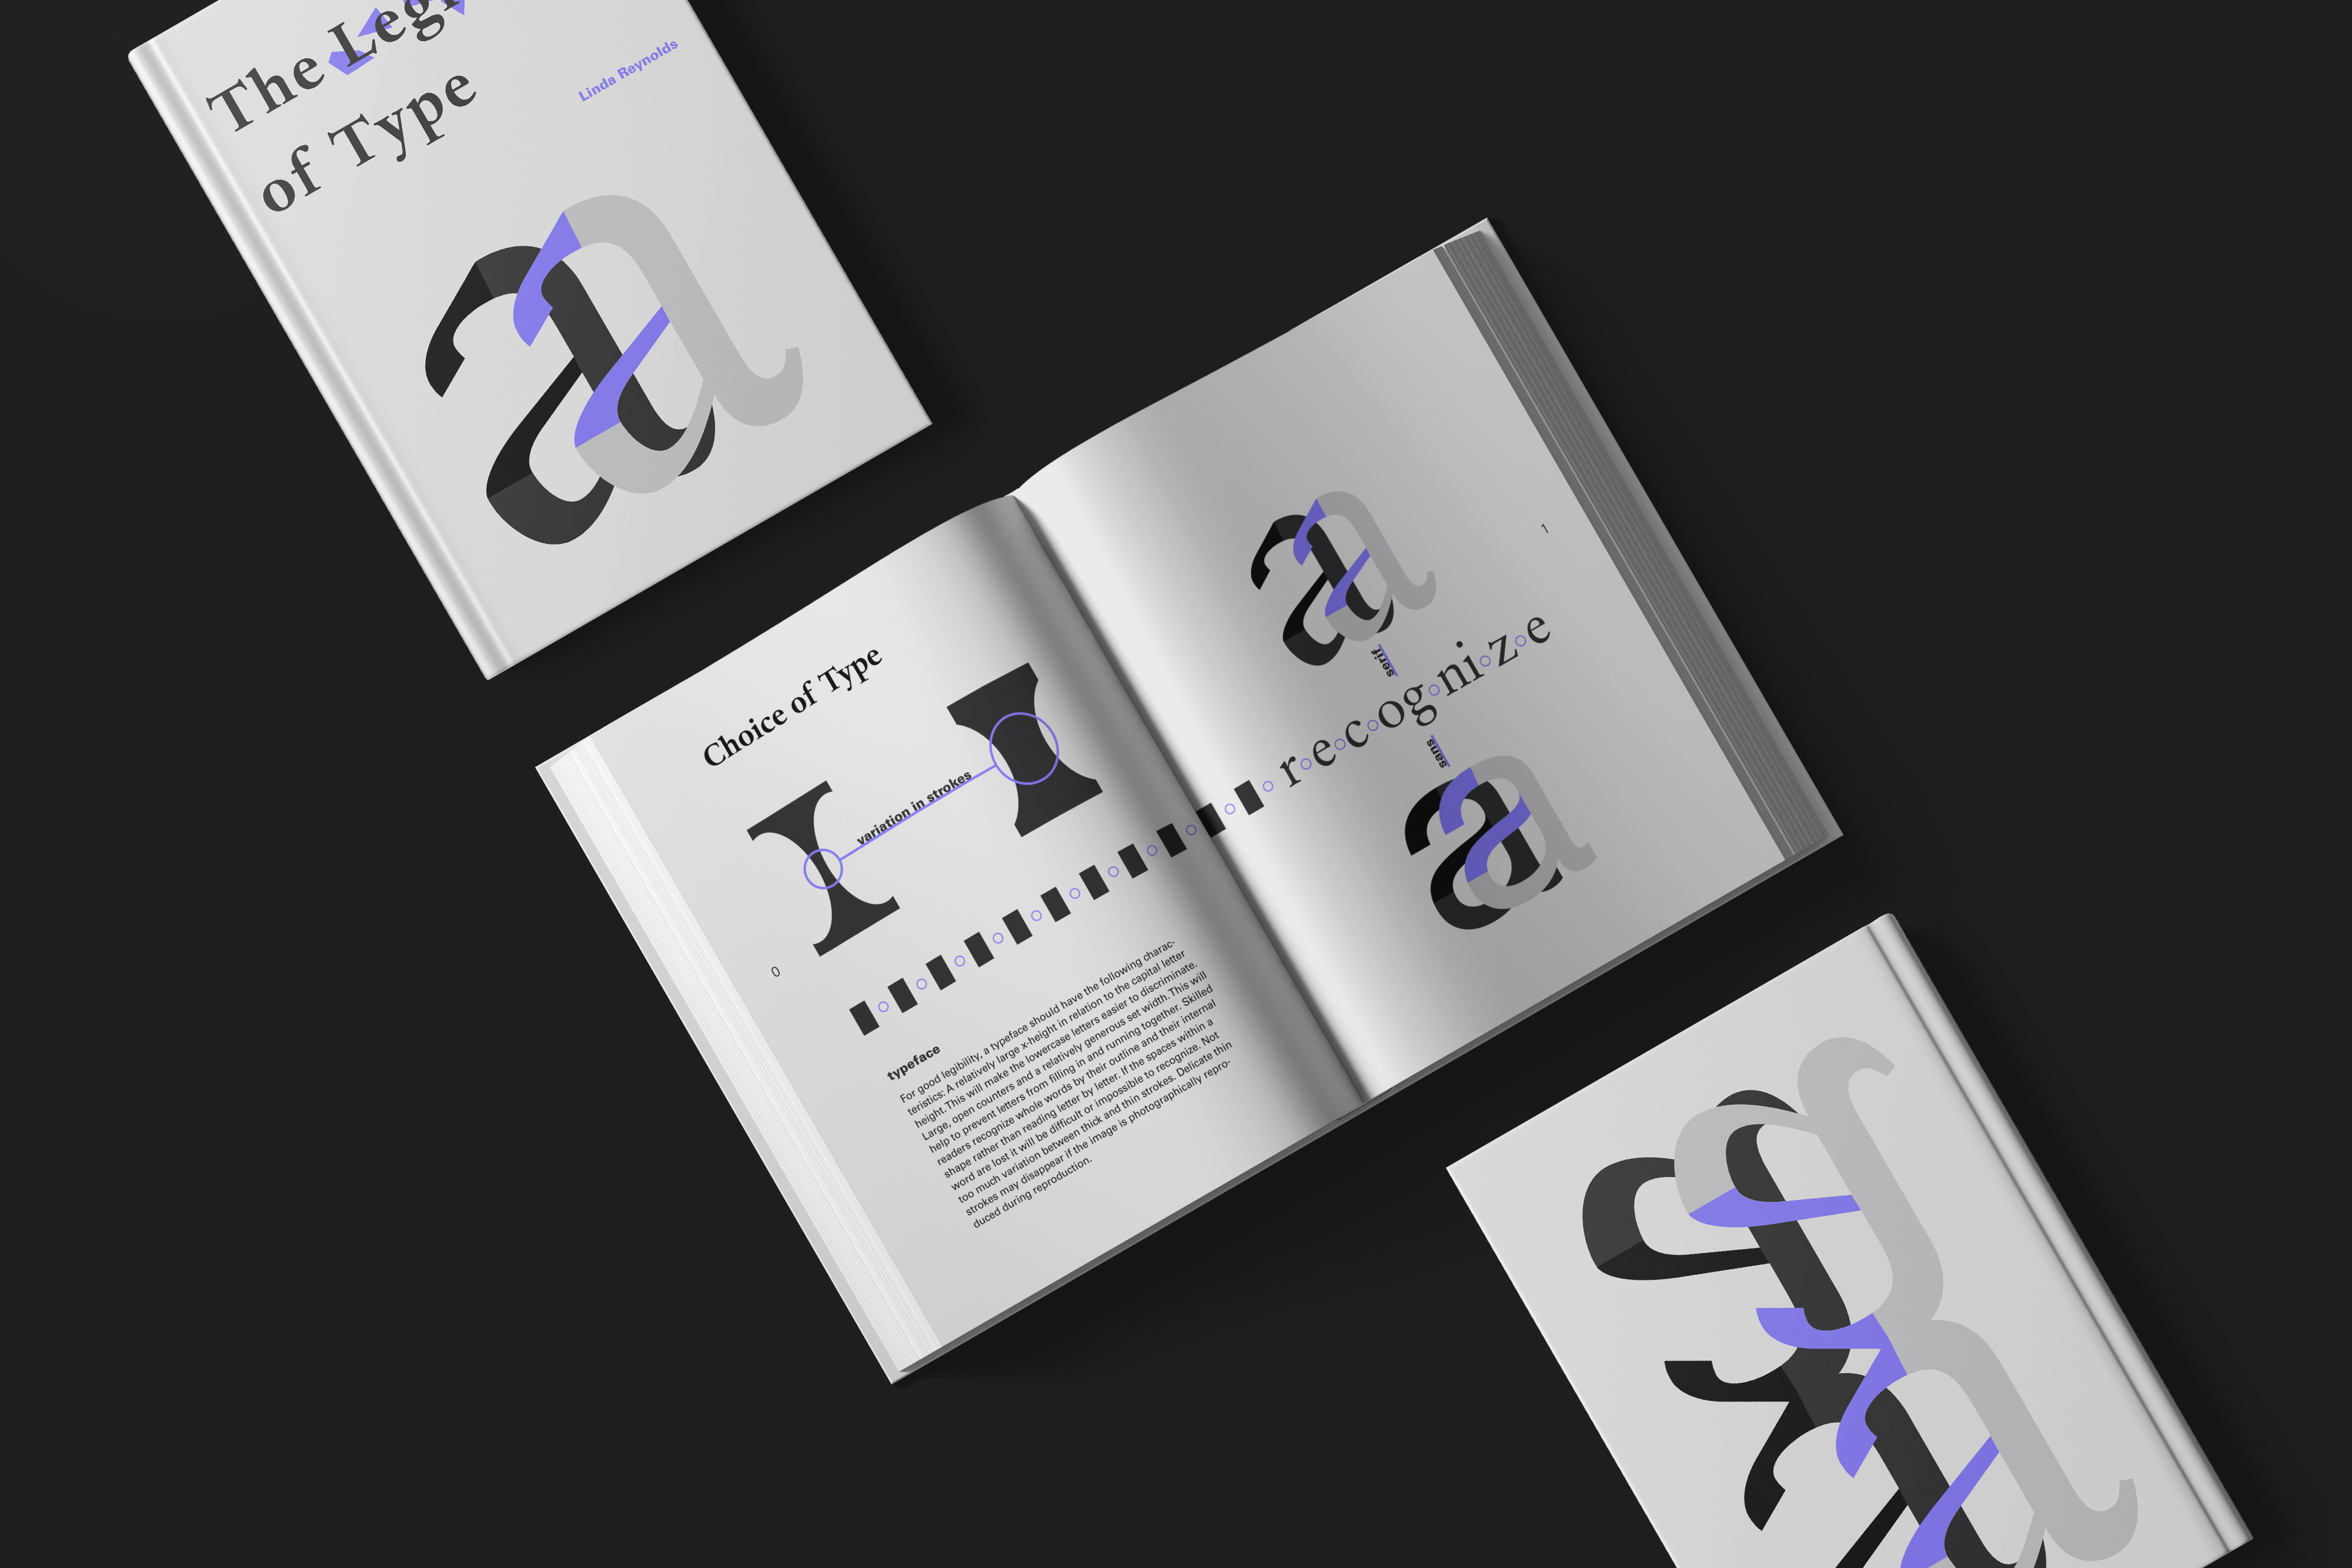 The Leg
of Type
Linda Reynolds
a
Choice of Type
I
I
variation in strokes
0
typeface
For good legibility, a typeface should have the following charac-
teristics: A relatively large x-height in relation to the capital letter
height. This will make the lowercase letters easier to discriminate.
Large, open counters and a relatively generous set width. This will
help to prevent letters from filling in and running together. Skilled
readers recognize whole words by their outline and their internal
shape rather than reading letter by letter. If the spaces within a
word are lost it will be difficult or impossible to recognize. Not
too much variation between thick and thin strokes. Delicate thin
strokes may disappear if the image is photographically repro-
duced during reproduction.
a
serif
1
r e c o g n i z e
sans
a
a